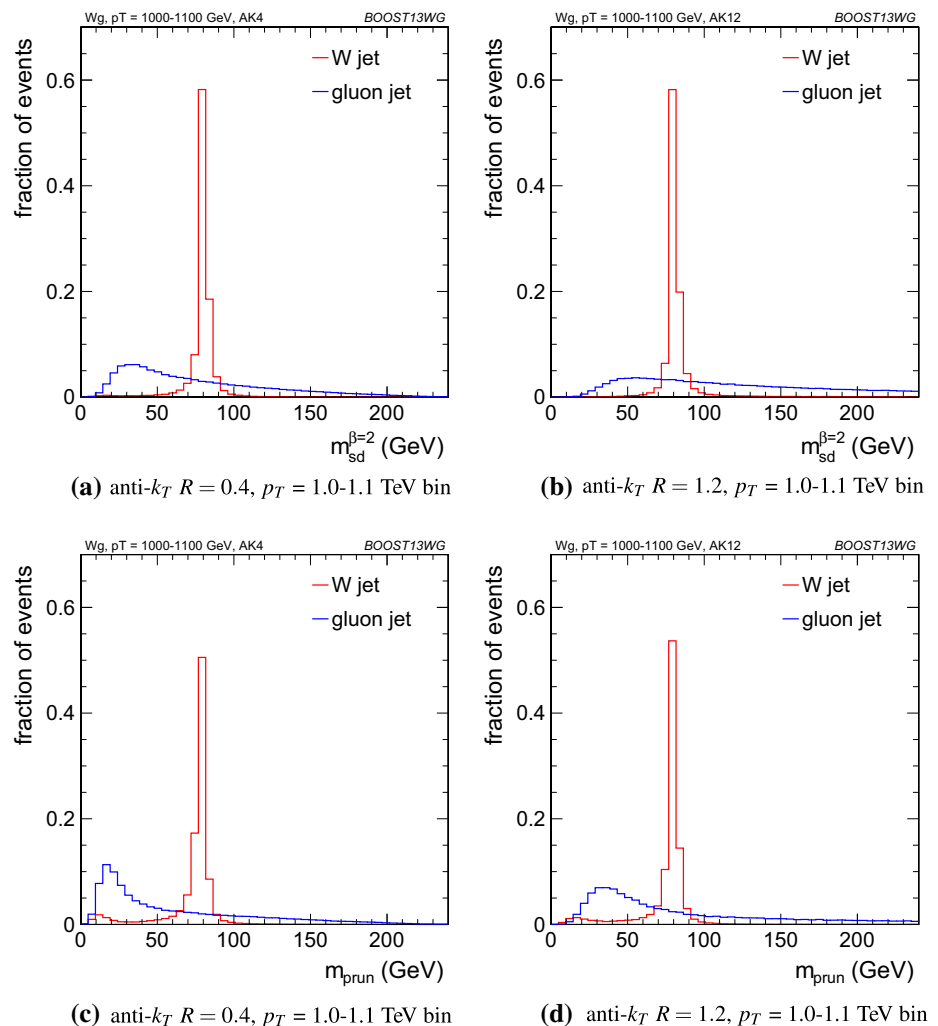 Wg, pT = 1000-1100 GeV, AK4 BOOST13WG
fraction of events
0.6
0.4
0.2
0
W jet
gluon jet
0 50 100 150 200
m_sd^β=2 (GeV)
(a) anti-k_T R = 0.4, p_T = 1.0-1.1 TeV bin
Wg, pT = 1000-1100 GeV, AK12 BOOST13WG
fraction of events
0.6
0.4
0.2
0
W jet
gluon jet
0 50 100 150 200
m_sd^β=2 (GeV)
(b) anti-k_T R = 1.2, p_T = 1.0-1.1 TeV bin
Wg, pT = 1000-1100 GeV, AK4 BOOST13WG
fraction of events
0.6
0.4
0.2
0
W jet
gluon jet
0 50 100 150 200
m_prun (GeV)
(c) anti-k_T R = 0.4, p_T = 1.0-1.1 TeV bin
Wg, pT = 1000-1100 GeV, AK12 BOOST13WG
fraction of events
0.6
0.4
0.2
0
W jet
gluon jet
0 50 100 150 200
m_prun (GeV)
(d) anti-k_T R = 1.2, p_T = 1.0-1.1 TeV bin